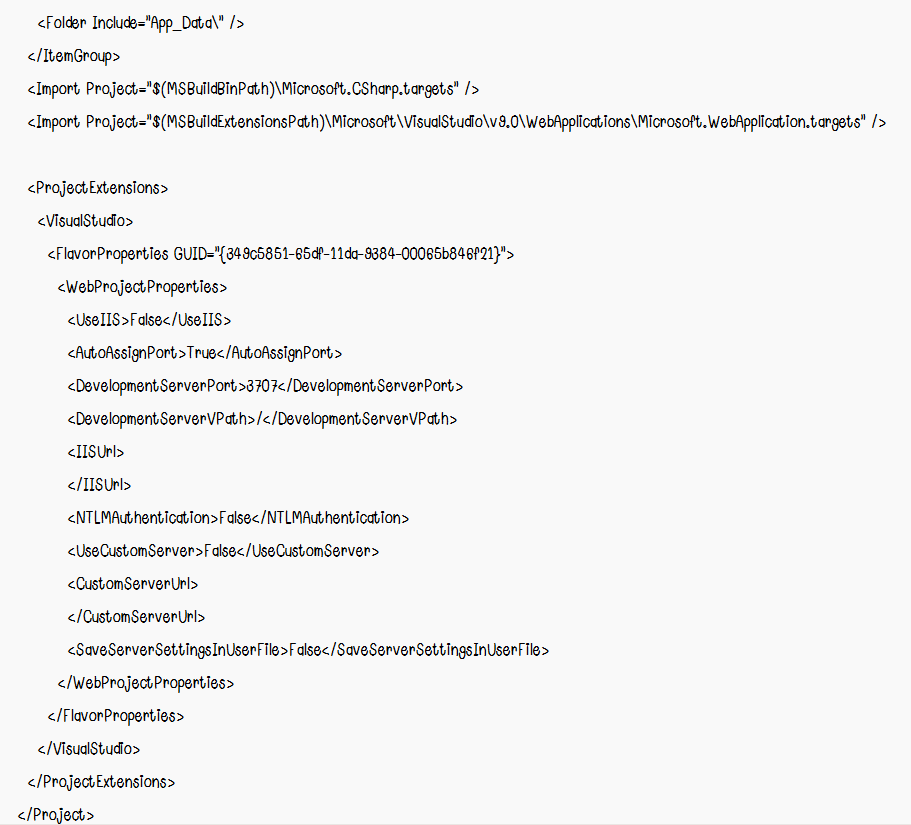 <Folder Include="App_Data\" />
</ItemGroup>
<Import Project="$(MSBuildBinPath)\Microsoft.CSharp.targets" />
<Import Project="$(MSBuildExtensionsPath)\Microsoft\VisualStudio\v9.0\WebApplications\Microsoft.WebApplication.targets" />
<ProjectExtensions>
<VisualStudio>
<FlavorProperties GUID="{349c5851-65df-11da-9384-00065b846f21}">
<WebProjectProperties>
<UseIIS>False</UseIIS>
<AutoAssignPort>True</AutoAssignPort>
<DevelopmentServerPort>3707</DevelopmentServerPort>
<DevelopmentServerVPath>/</DevelopmentServerVPath>
<IISUrl>
</IISUrl>
<NTLMAuthentication>False</NTLMAuthentication>
<UseCustomServer>False</UseCustomServer>
<CustomServerUrl>
</CustomServerUrl>
<SaveServerSettingsInUserFile>False</SaveServerSettingsInUserFile>
</WebProjectProperties>
</FlavorProperties>
</VisualStudio>
</ProjectExtensions>
</Project>